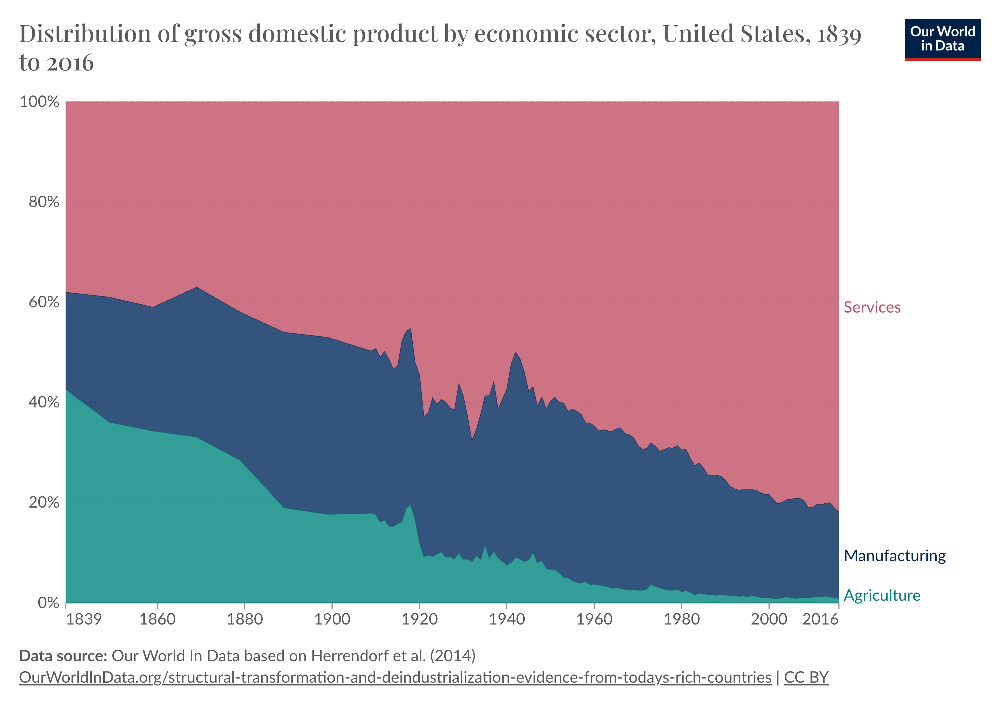 Distribution of gross domestic product by economic sector, United States, 1839
to 2016
Our World
in Data
100%
80%
60%
40%
20%
0%
Services
Manufacturing
Agriculture
1839 1860 1880 1900 1920 1940 1960 1980 2000 2016
Data source: Our World In Data based on Herrendorf et al. (2014)
OurWorldInData.org/structural-transformation-and-deindustrialization-evidence-from-todays-rich-countries | CC BY